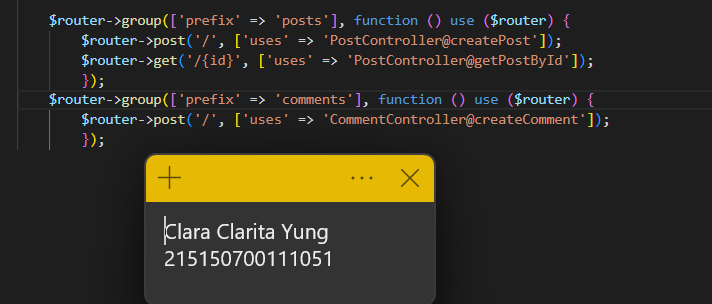 $router->group(['prefix' => 'posts'], function () use ($router) {
$router->post('/', ['uses' => 'PostController@createPost']);
$router->get('/{id}', ['uses' => 'PostController@getPostById']);
});
$router->group(['prefix' => 'comments'], function () use ($router) {
$router->post('/', ['uses' => 'CommentController@createComment']);
});
Clara Clarita Yung
215150700111051